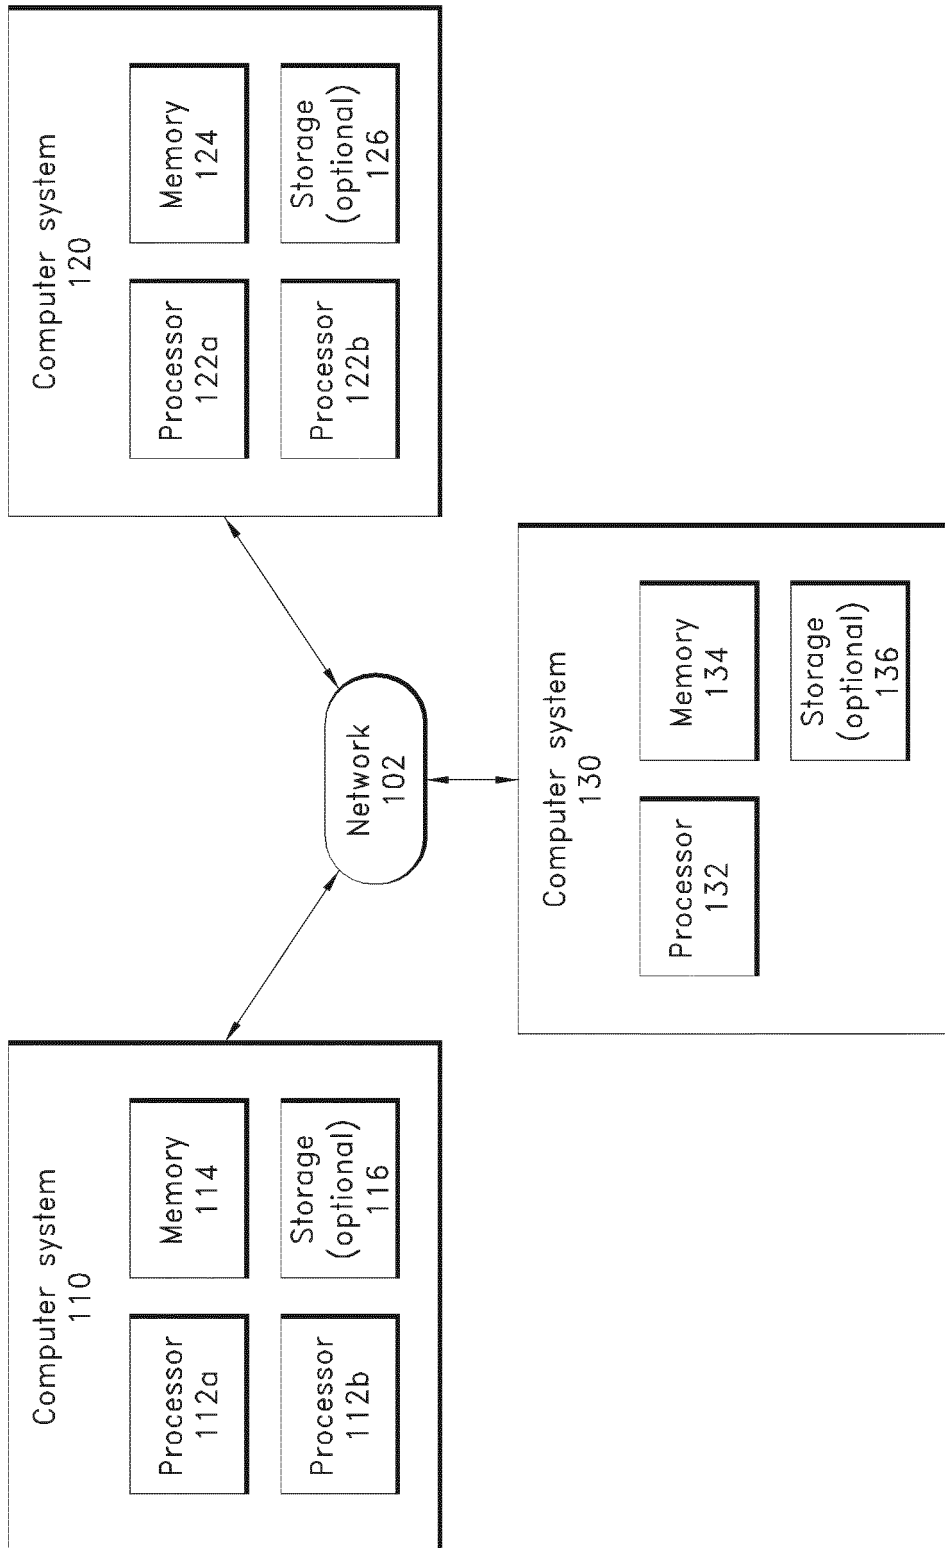 Computer system
110
Processor
112a
Memory
114
Processor
112b
Storage
(optional)
116
Network
102
Computer system
120
Processor
122a
Memory
124
Processor
122b
Storage
(optional)
126
Computer system
130
Processor
132
Memory
134
Storage
(optional)
136